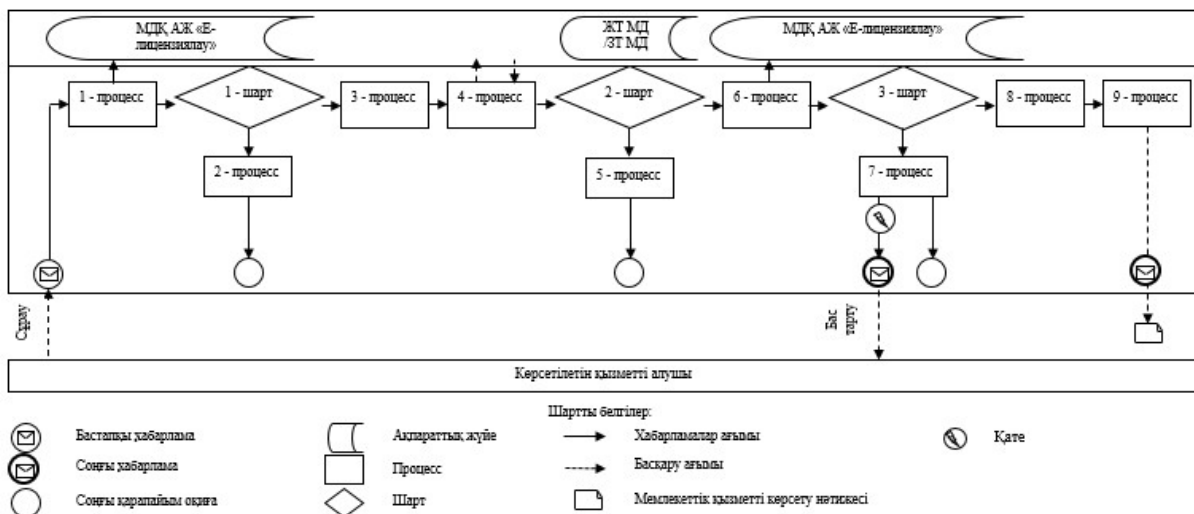 МДҚ АЖ «Е-
лицензиялау»
ЖТ МД
/ЗТ МД
МДҚ АЖ «Е-лицензиялау»
1 - процесс
1 - шарт
3 - процесс
4 - процесс
2 - шарт
6 - процесс
3 - шарт
8 - процесс
9 - процесс
2 - процесс
5 - процесс
7 - процесс
Сұрау
Бас
тарту
Көрсетілетін қызметті алушы
Шартты белгілер:
Бастапқы хабарлама
Ақпараттық жүйе
Хабарламалар ағымы
Қате
Соңғы хабарлама
Процесс
Басқару ағымы
Соңғы қарапайым оқиға
Шарт
Мемлекеттік қызметті көрсету нәтижесі